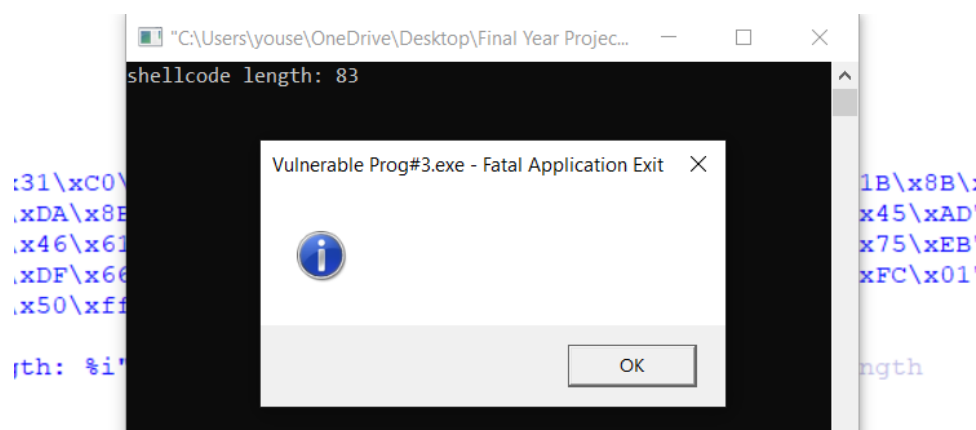 "C:\Users\youse\OneDrive\Desktop\Final Year Projec...
shellcode length: 83
Vulnerable Prog#3.exe - Fatal Application Exit
:31\xC0\ 1B\x8B\
\xDA\x8E x45\xAD'
\x46\x61 x75\xEB'
\xDF\x66 xFC\x01'
\x50\xff
gth: %i" ngth
OK